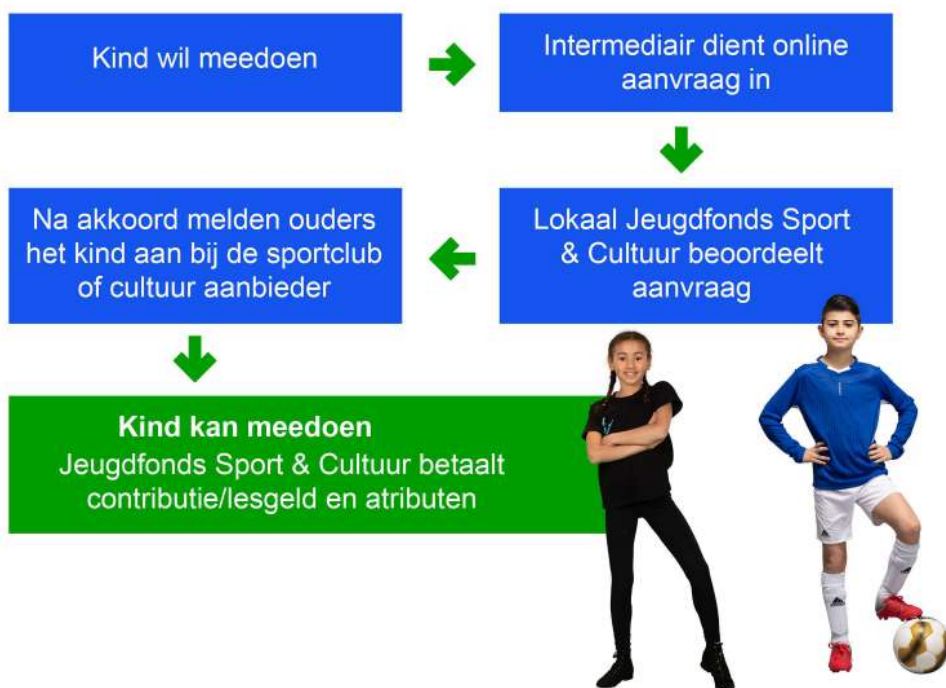 Kind wil meedoen
Intermediair dient online
aanvraag in
Lokaal Jeugdfonds Sport
& Cultuur beoordeelt
aanvraag
Na akkoord melden ouders
het kind aan bij de sportclub
of cultuur aanbieder
Kind kan meedoen
Jeugdfonds Sport & Cultuur betaalt
contributie/lesgeld en atributen